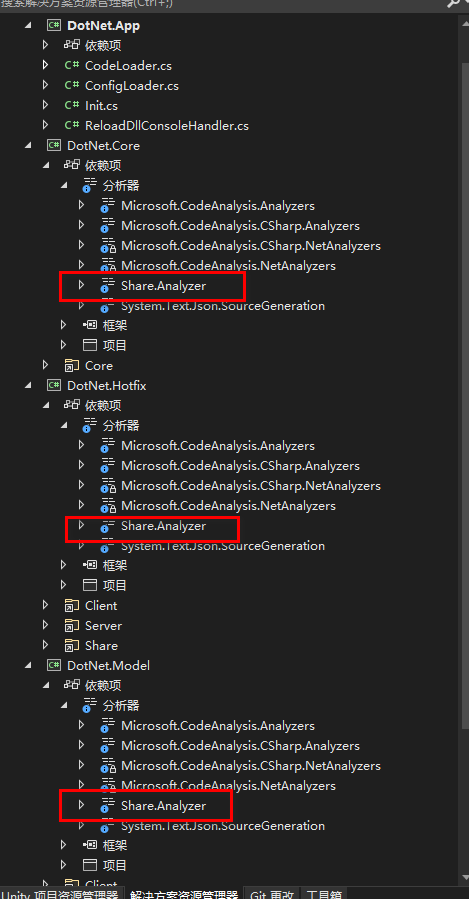 搜索解决方案资源管理器(Ctrl+;)
DotNet.App
依赖项
C# CodeLoader.cs
C# ConfigLoader.cs
C# Init.cs
C# ReloadDllConsoleHandler.cs
DotNet.Core
依赖项
分析器
Microsoft.CodeAnalysis.Analyzers
Microsoft.CodeAnalysis.CSharp.Analyzers
Microsoft.CodeAnalysis.CSharp.NetAnalyzers
Microsoft.CodeAnalysis.NetAnalyzers
Share.Analyzer
System.Text.Json.SourceGeneration
框架
项目
Core
DotNet.Hotfix
依赖项
分析器
Microsoft.CodeAnalysis.Analyzers
Microsoft.CodeAnalysis.CSharp.Analyzers
Microsoft.CodeAnalysis.CSharp.NetAnalyzers
Microsoft.CodeAnalysis.NetAnalyzers
Share.Analyzer
System.Text.Json.SourceGeneration
框架
项目
Client
Server
Share
DotNet.Model
依赖项
分析器
Microsoft.CodeAnalysis.Analyzers
Microsoft.CodeAnalysis.CSharp.Analyzers
Microsoft.CodeAnalysis.CSharp.NetAnalyzers
Microsoft.CodeAnalysis.NetAnalyzers
Share.Analyzer
System.Text.Json.SourceGeneration
框架
项目
Client
Unity 项目资源管理器 解决方案资源管理器 Git 更改 工具箱